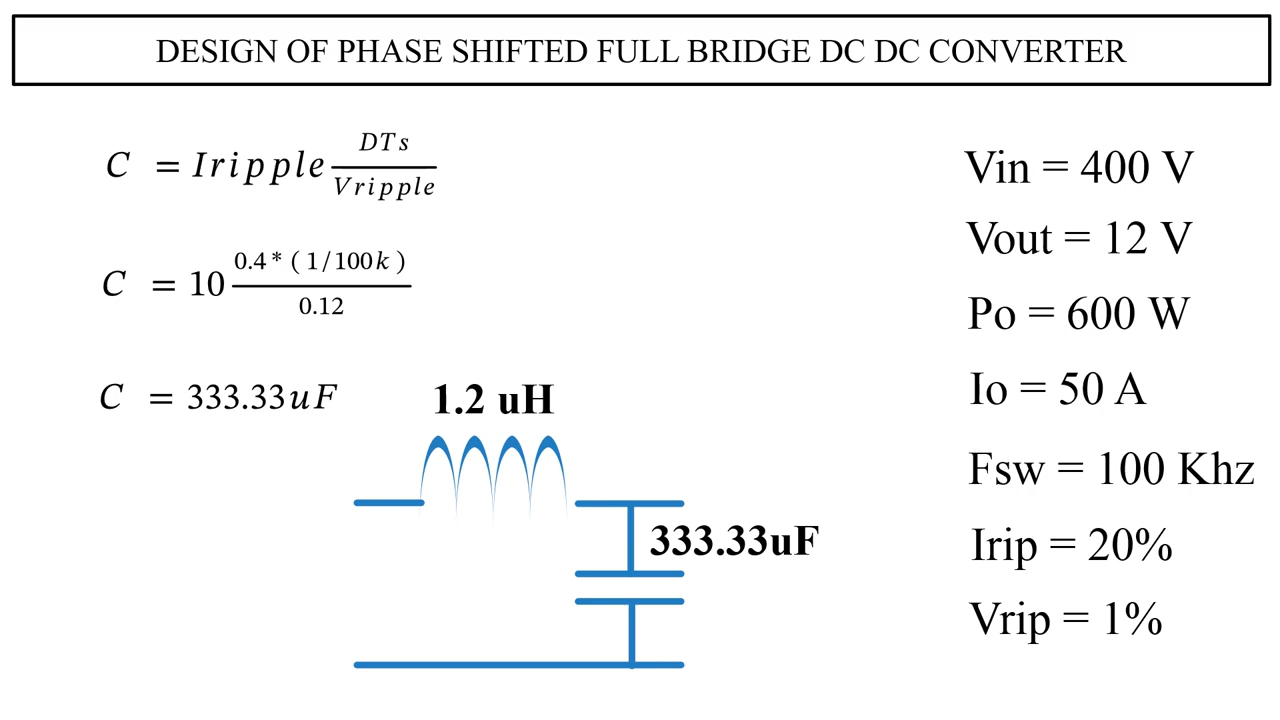 DESIGN OF PHASE SHIFTED FULL BRIDGE DC DC CONVERTER
C = Iripple DTs / Vripple
C = 10 0.4*(1/100k) / 0.12
C = 333.33uF
1.2 uH
333.33uF
Vin = 400 V
Vout = 12 V
Po = 600 W
Io = 50 A
Fsw = 100 Khz
Irip = 20%
Vrip = 1%